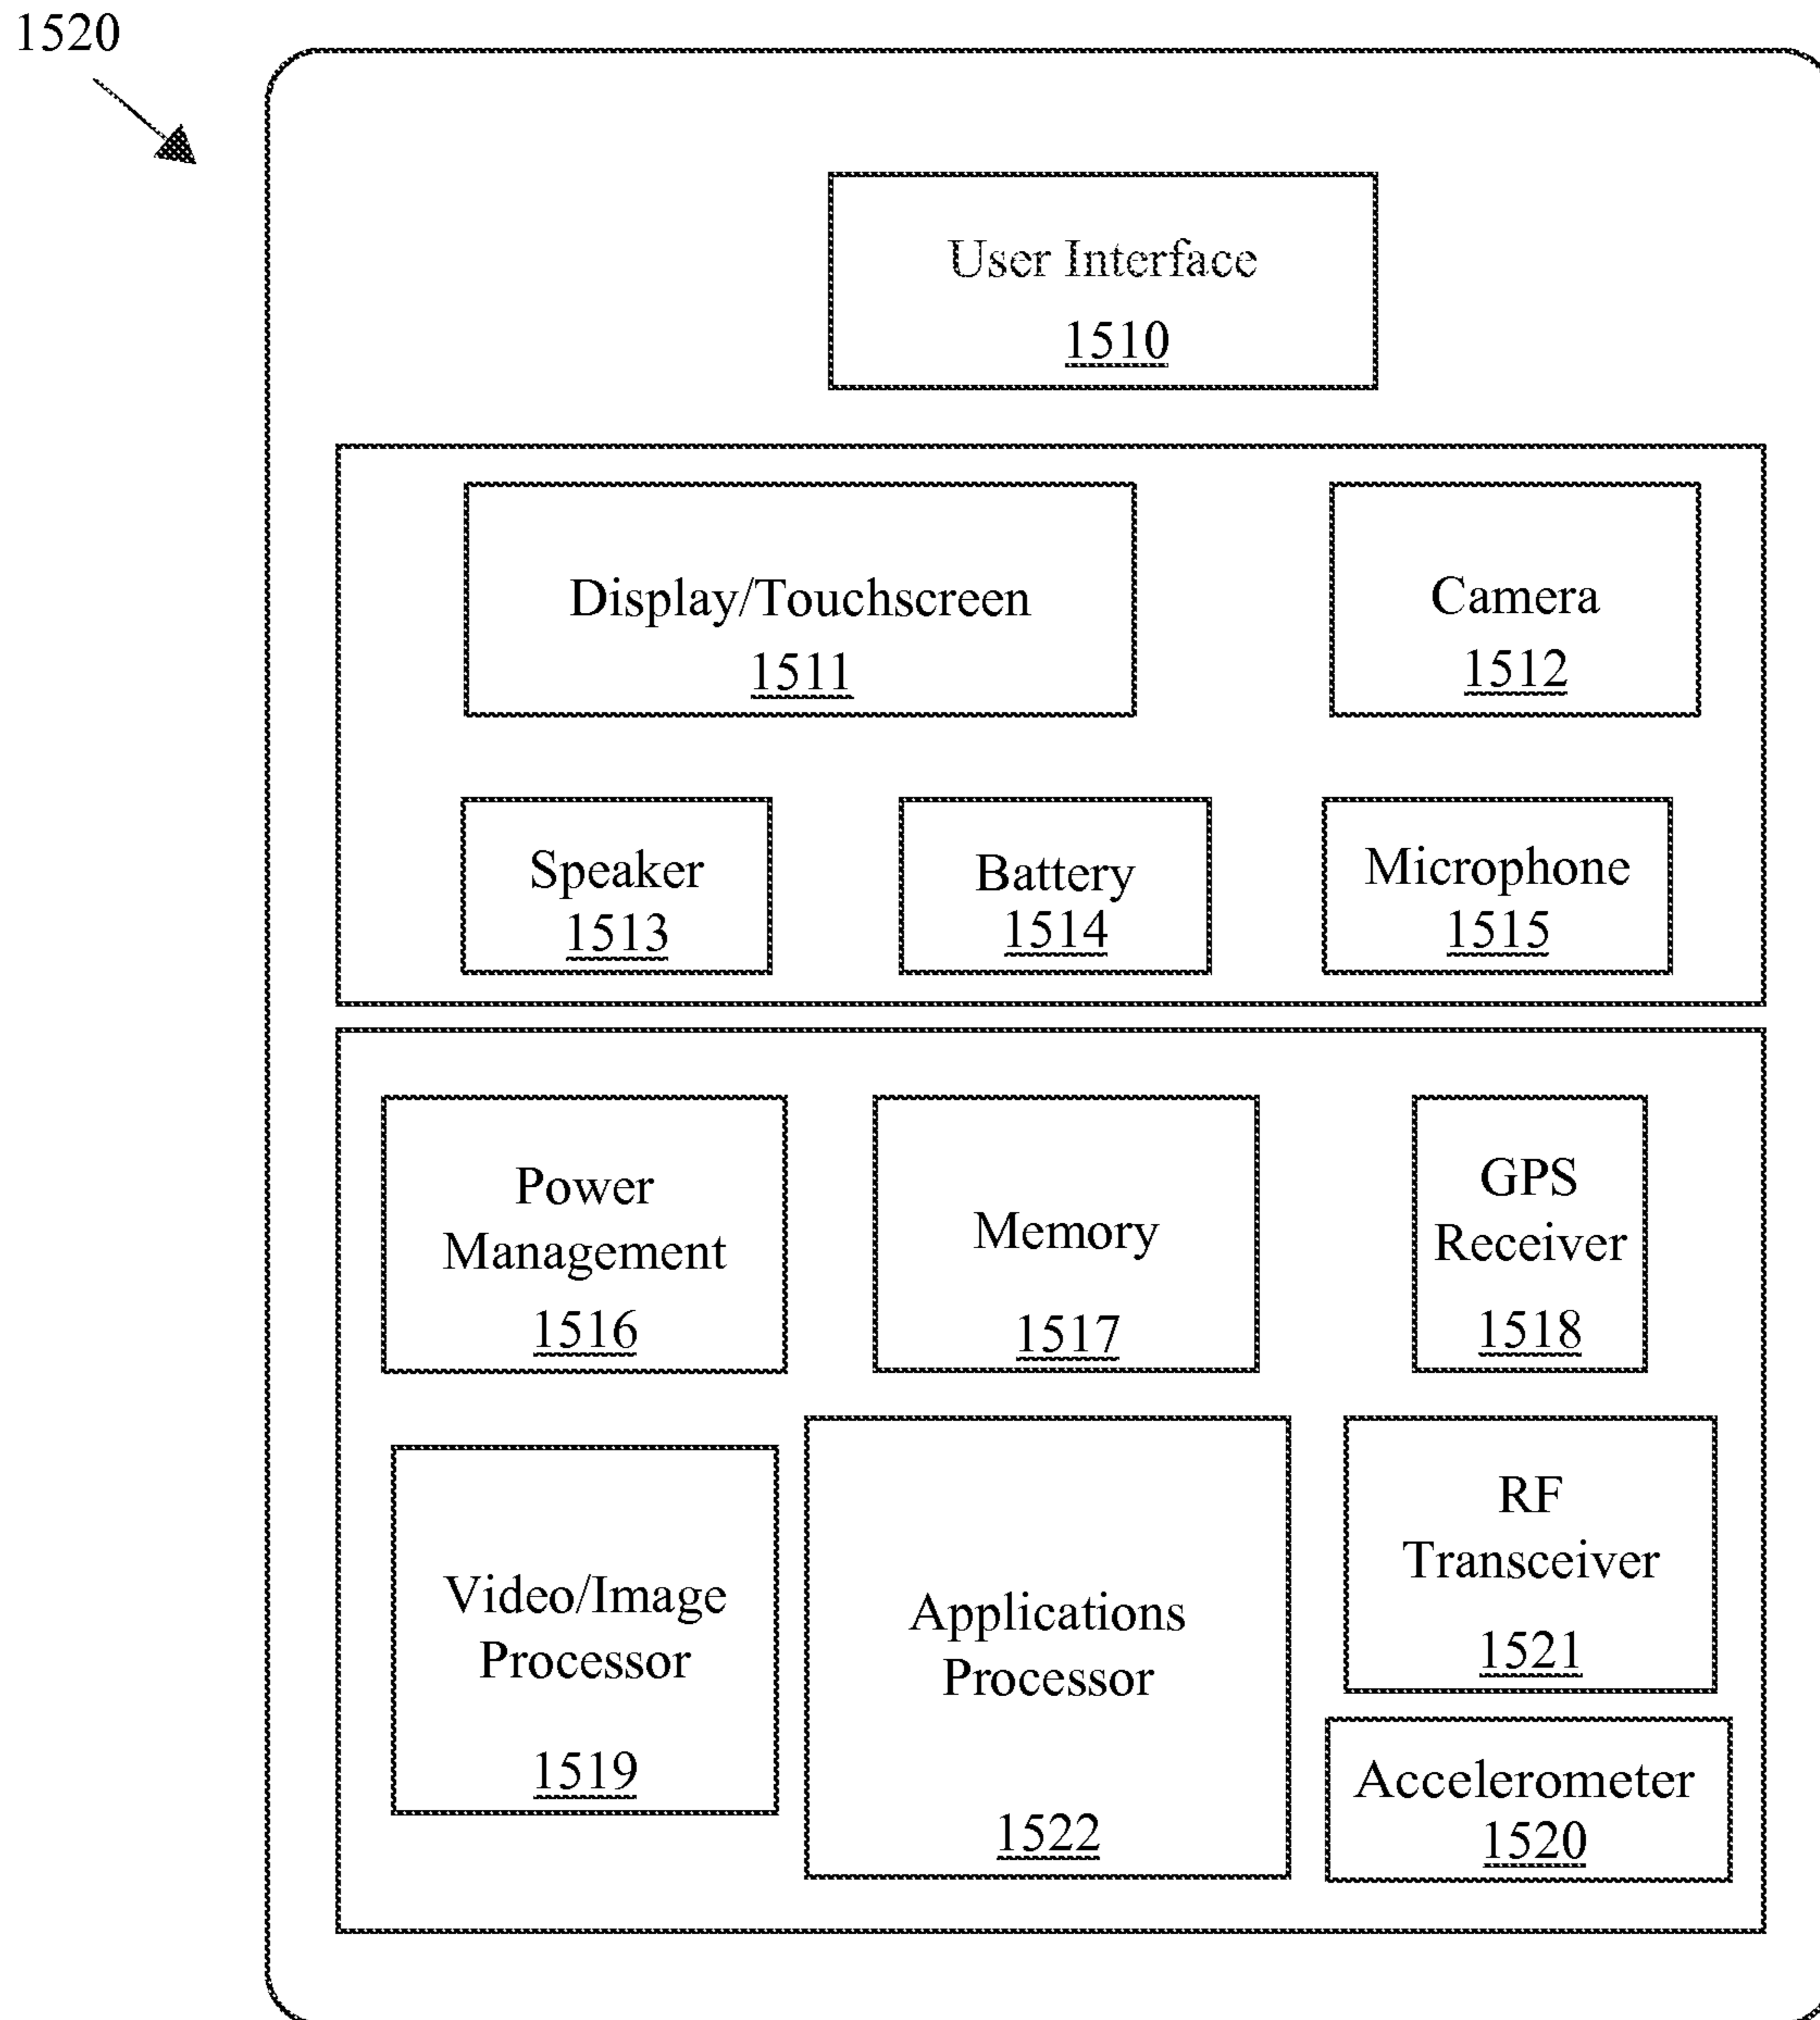 1520
User Interface
1510
Display/Touchscreen
1511
Camera
1512
Speaker
1513
Battery
1514
Microphone
1515
Power
Management
1516
Memory
1517
GPS
Receiver
1518
Video/Image
Processor
1519
Applications
Processor
1522
RF
Transceiver
1521
Accelerometer
1520